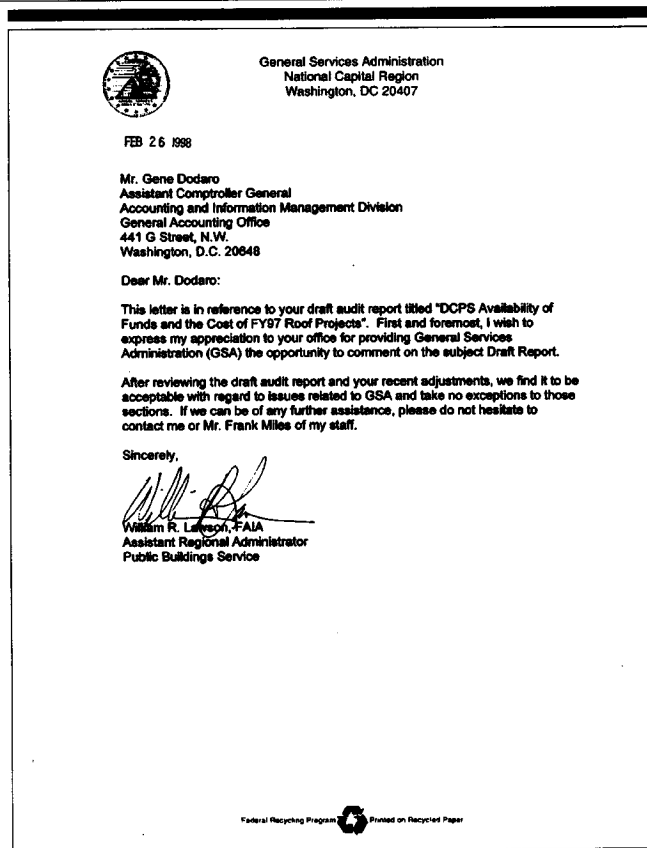 General Services Administration
National Capital Region
Washington, DC 20407
FEB 26 1998
Mr. Gene Dodaro
Assistant Comptroller General
Accounting and Information Management Division
General Accounting Office
441 G Street, N.W.
Washington, D.C. 20648
Dear Mr. Dodaro:
This letter is in reference to your draft audit report titled "DCPS Availability of
Funds and the Cost of FY97 Roof Projects". First and foremost, I wish to
express my appreciation to your office for providing General Services
Administration (GSA) the opportunity to comment on the subject Draft Report.
After reviewing the draft audit report and your recent adjustments, we find it to be
acceptable with regard to issues related to GSA and take no exceptions to those
sections. If we can be of any further assistance, please do not hesitate to
contact me or Mr. Frank Miles of my staff.
Sincerely,
William R. Lawson, FAIA
Assistant Regional Administrator
Public Buildings Service
Federal Recycling Program Printed on Recycled Paper